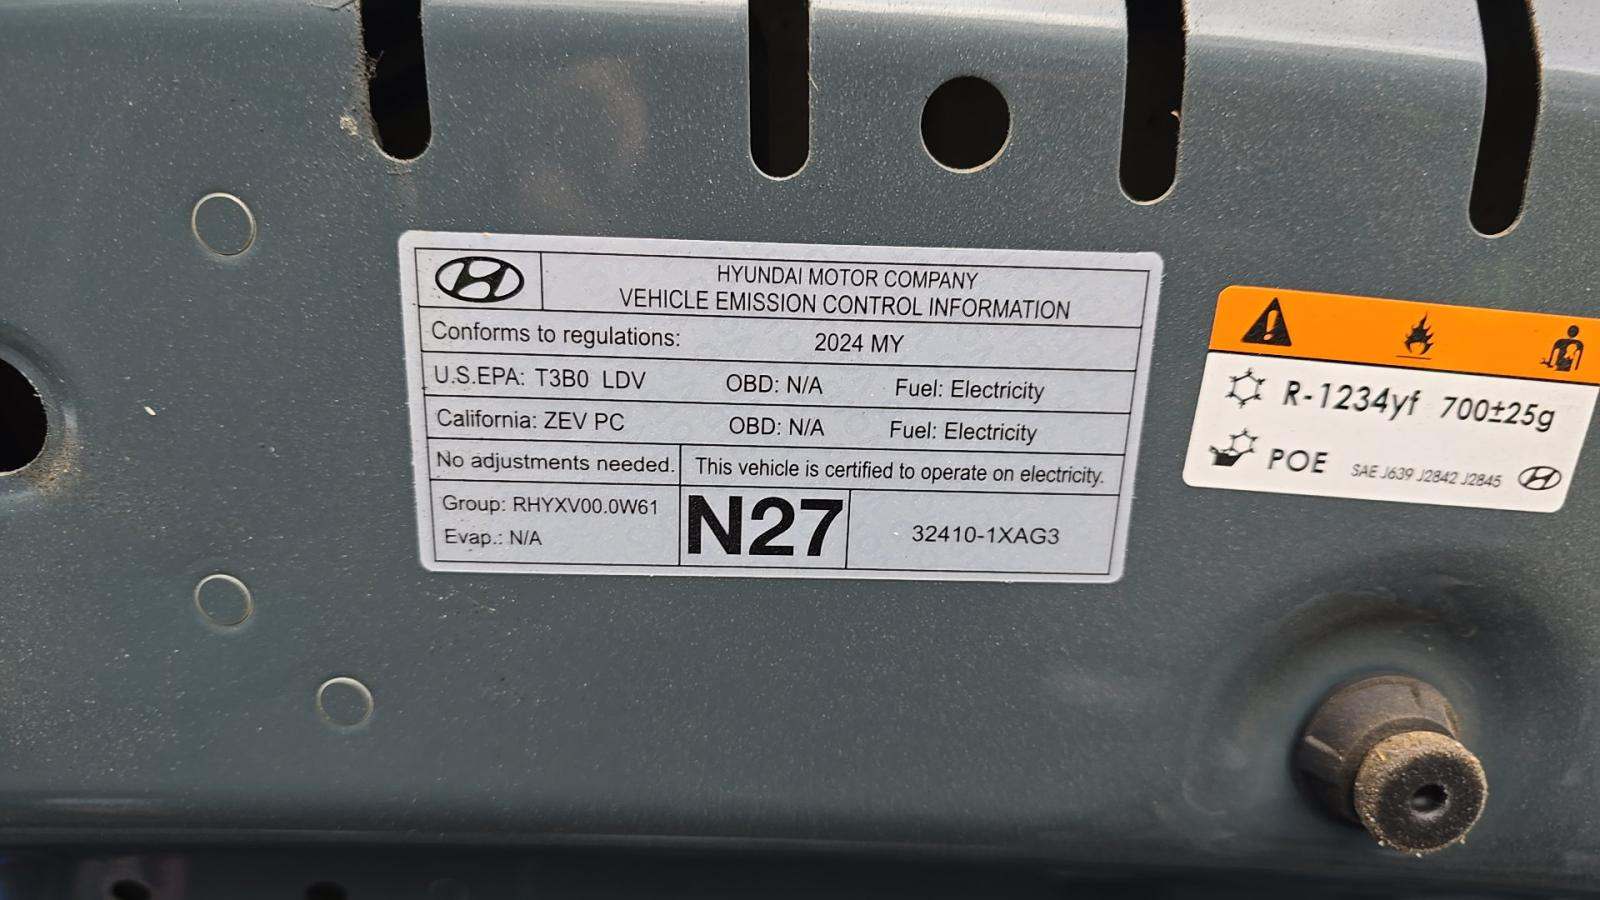 HYUNDAI MOTOR COMPANY
VEHICLE EMISSION CONTROL INFORMATION
Conforms to regulations: 2024 MY
U.S.EPA: T3B0 LDV OBD: N/A Fuel: Electricity
California: ZEV PC OBD: N/A Fuel: Electricity
No adjustments needed. This vehicle is certified to operate on electricity.
Group: RHYXV00.0W61
Evap.: N/A
N27
32410-1XAG3
R-1234yf 700±25g
POE SAE J639 J2842 J2845